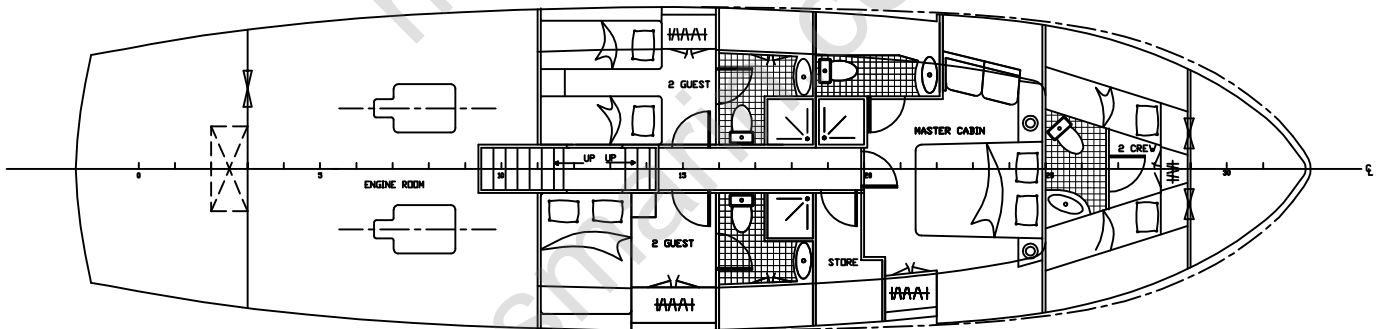 2 GUEST
MASTER CABIN
2 CREW
UP UP
0 5 10 15 20 25 30
ENGINE ROOM
2 GUEST
STORE